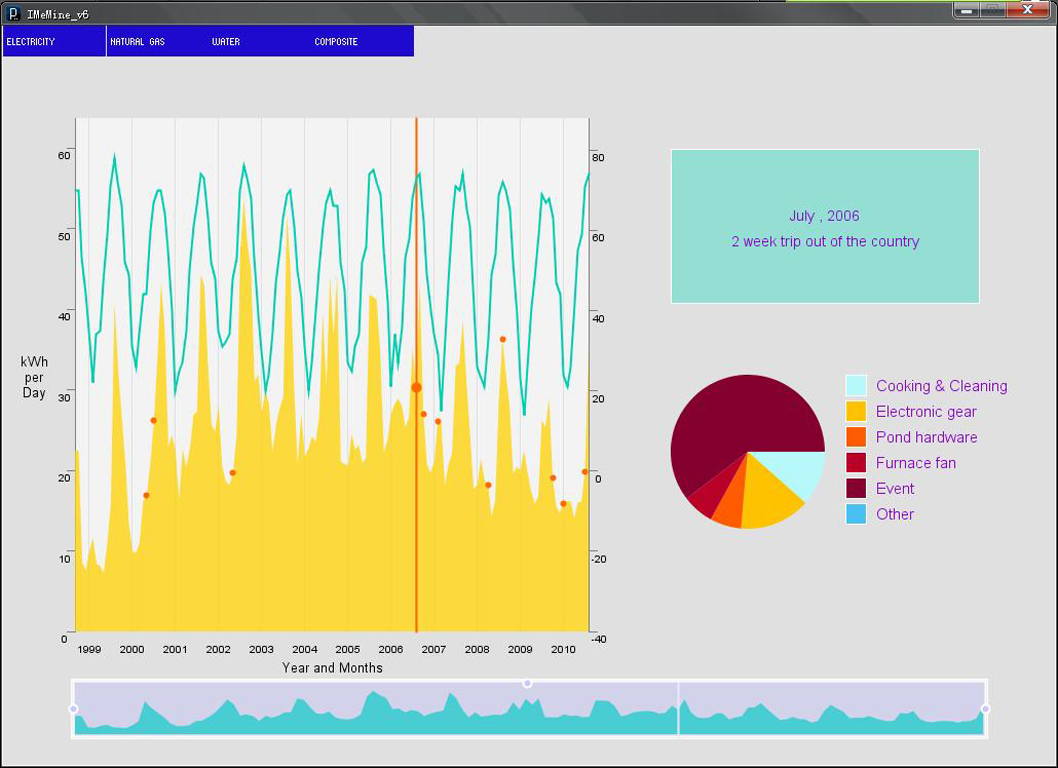 IMeMine_v6
ELECTRICITY
NATURAL GAS
WATER
COMPOSITE
60
50
40
30
20
10
0
kWh
per
Day
80
60
40
20
0
-20
-40
1999 2000 2001 2002 2003 2004 2005 2006 2007 2008 2009 2010
Year and Months
July , 2006
2 week trip out of the country
Cooking & Cleaning
Electronic gear
Pond hardware
Furnace fan
Event
Other